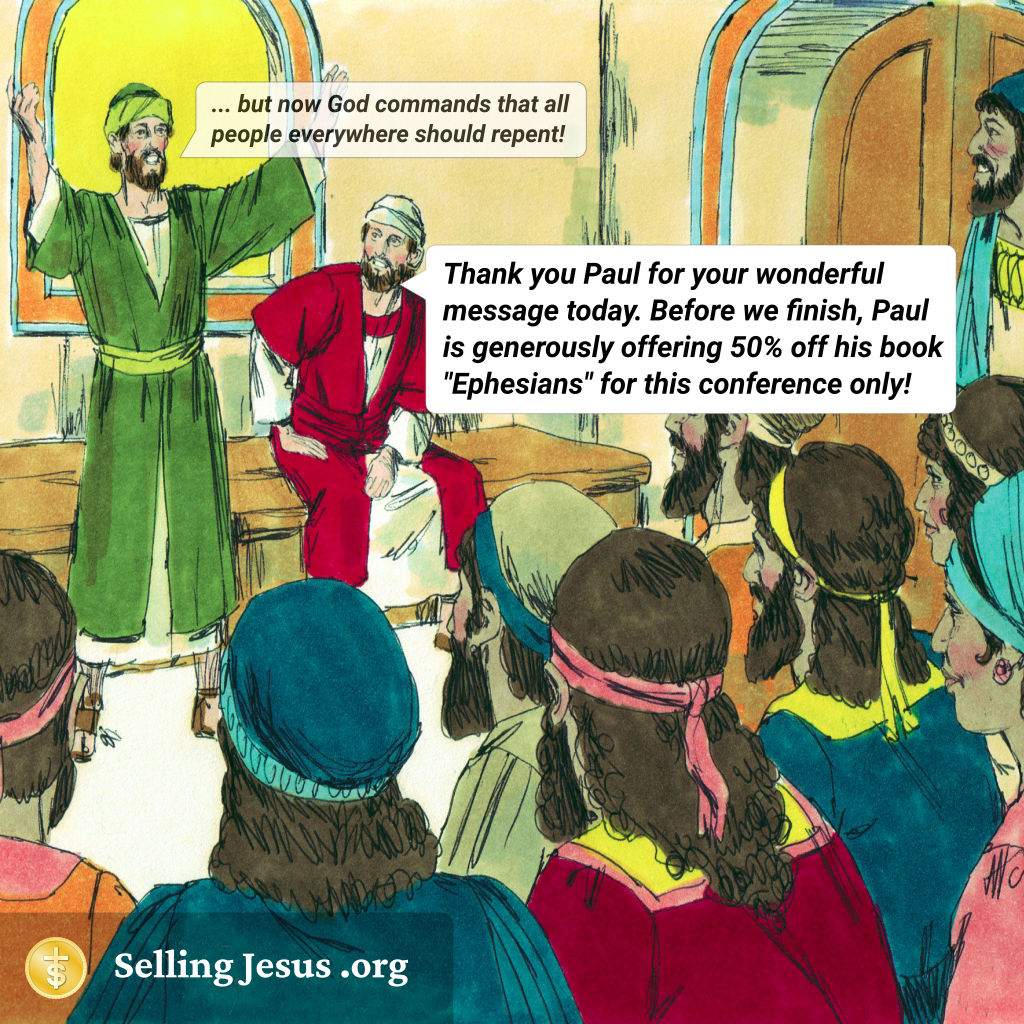 ... but now God commands that all
people everywhere should repent!
Thank you Paul for your wonderful
message today. Before we finish, Paul
is generously offering 50% off his book
"Ephesians" for this conference only!
Selling Jesus .org